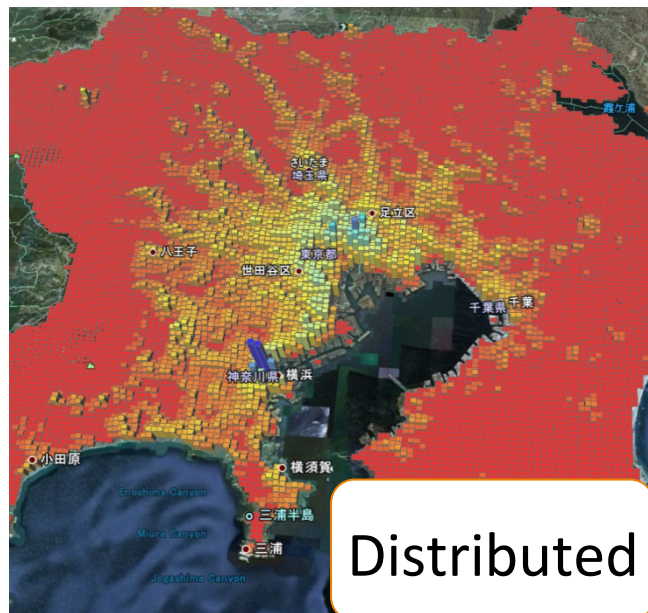 霞ケ浦
さいたま
埼玉県
足立区
八王子
東京都
世田谷区
千葉県
千葉
神奈川県
横浜
小田原
横須賀
Enoshima Canyon
三浦半島
Miura Canyon
三浦
Jogashima Canyon
Distributed